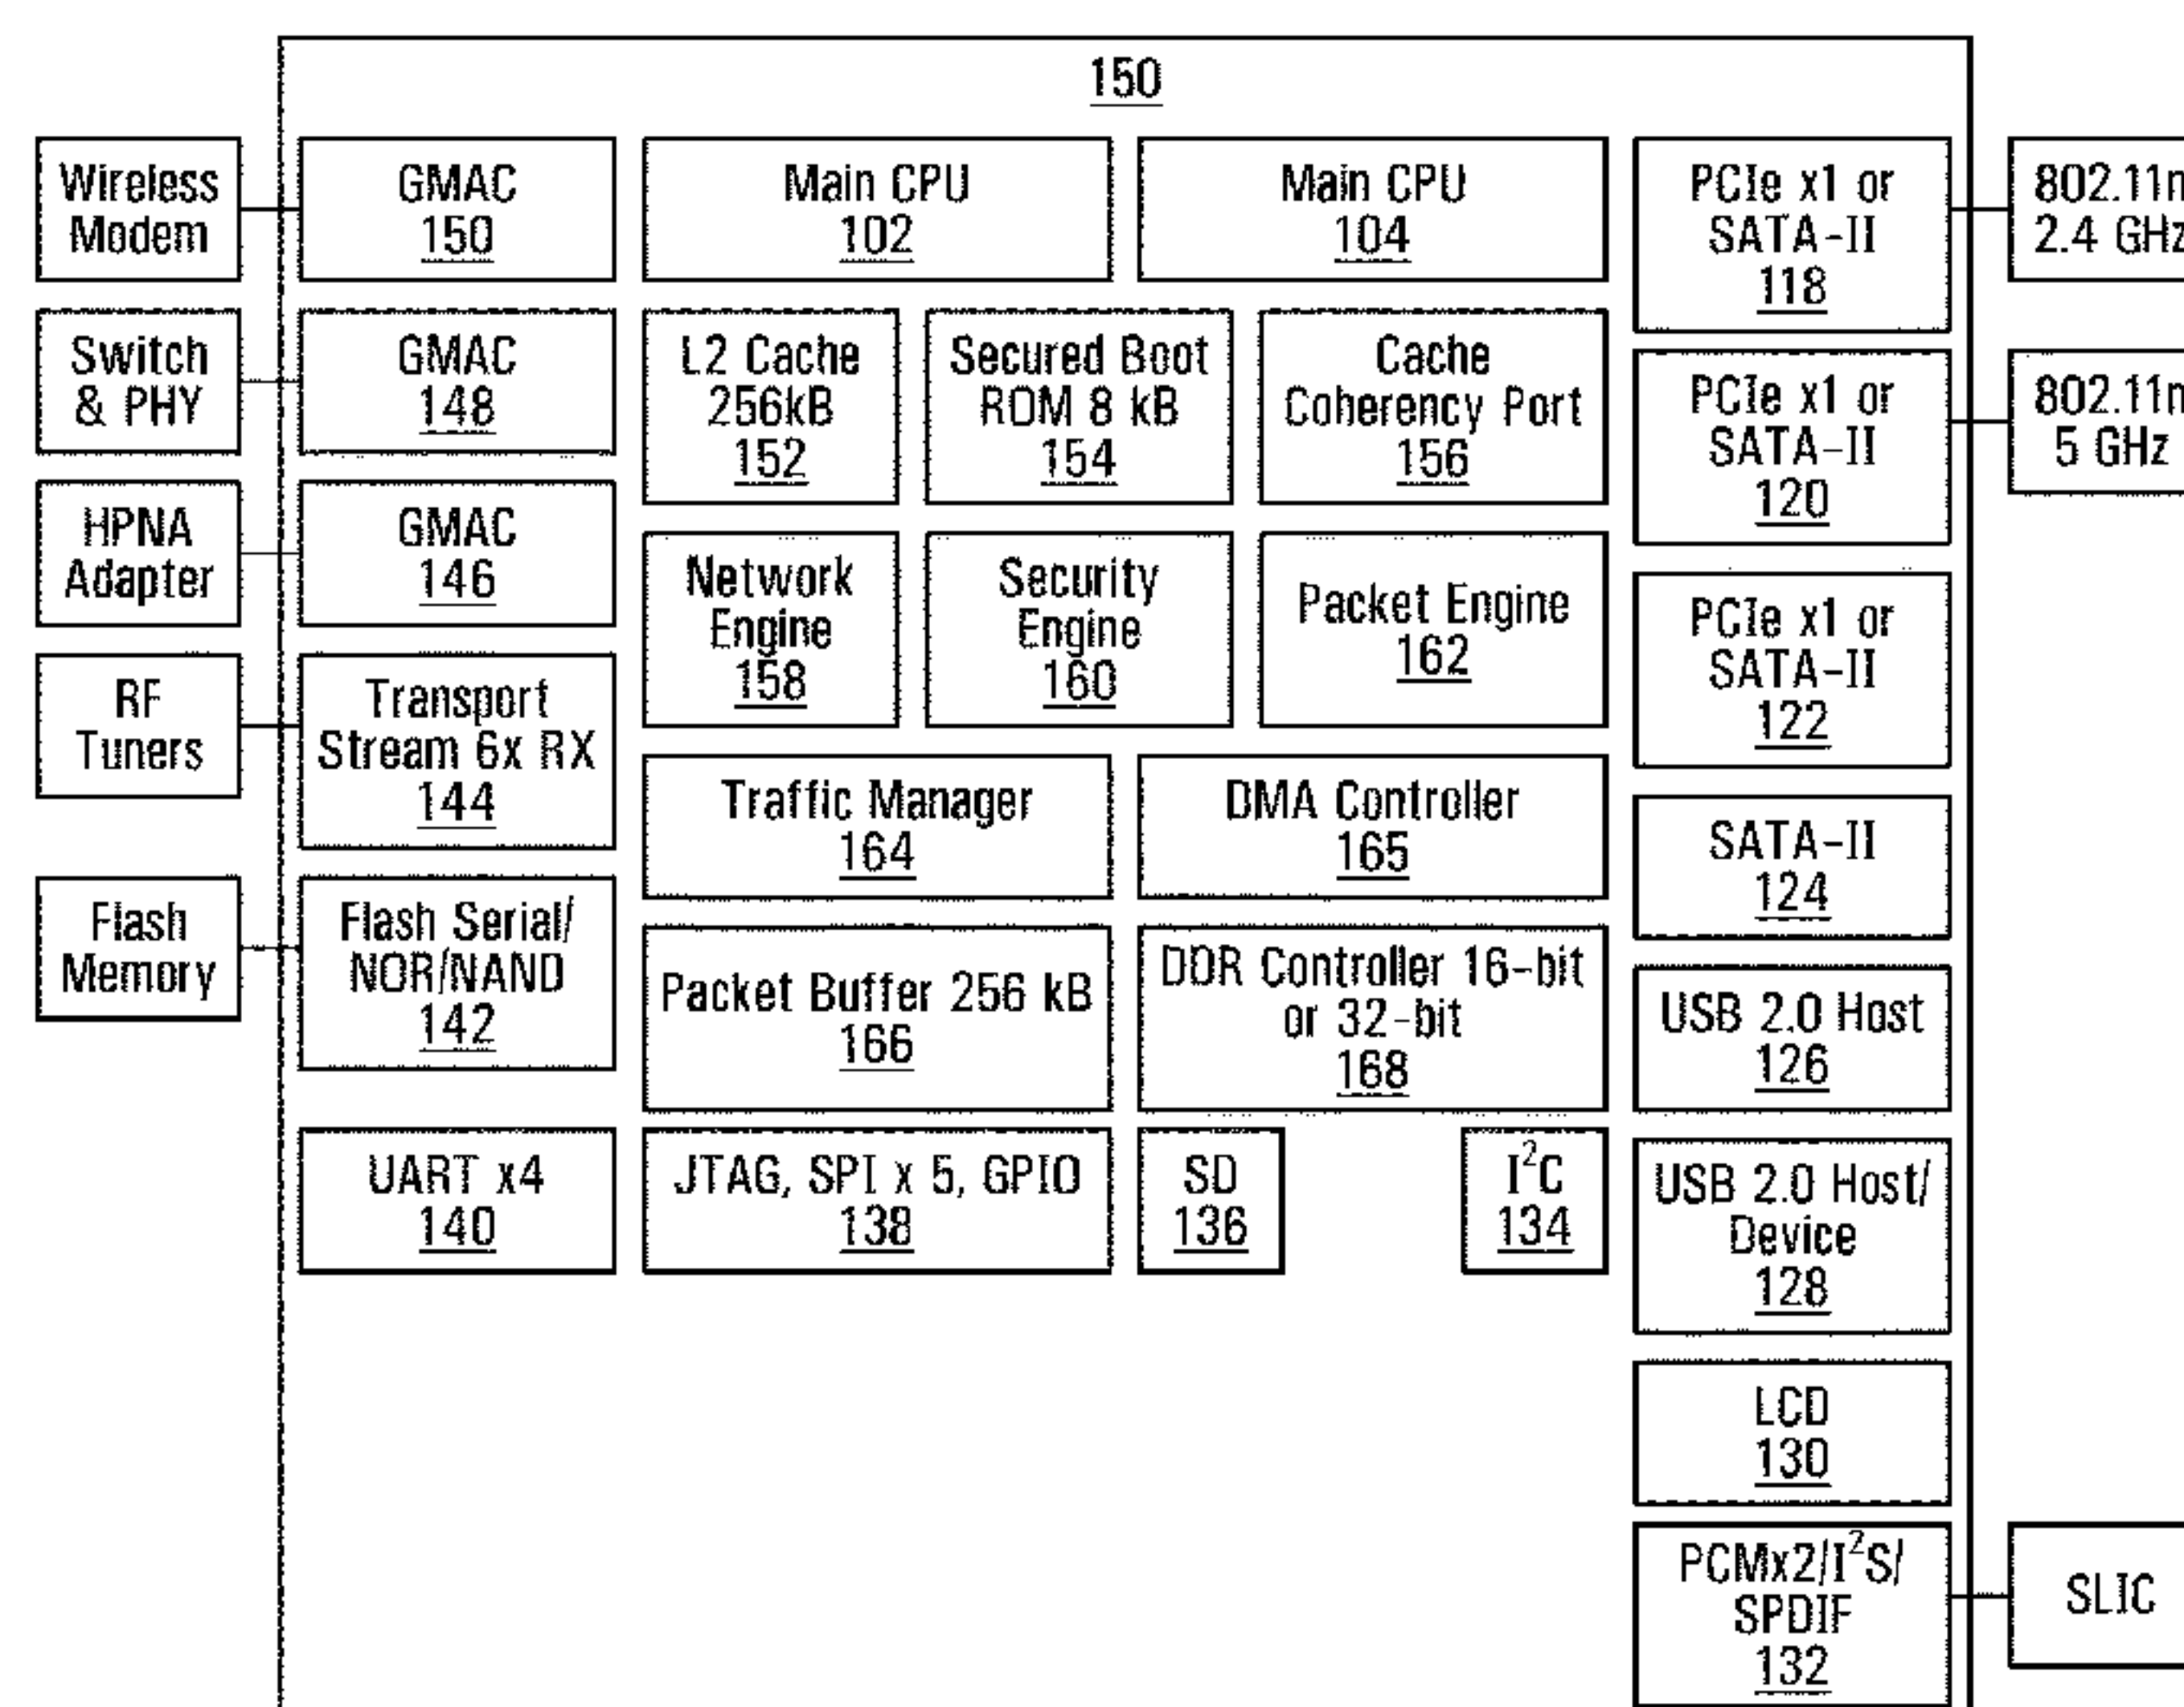 150
Wireless
Modem
GMAC
150
Main CPU
102
Main CPU
104
PCIe x1 or
SATA-II
118
802.11n
2.4 GHz
Switch
& PHY
GMAC
148
L2 Cache
256kB
152
Secured Boot
ROM 8 kB
154
Cache
Coherency Port
156
PCIe x1 or
SATA-II
120
802.11n
5 GHz
HPNA
Adapter
GMAC
146
Network
Engine
158
Security
Engine
160
Packet Engine
162
PCIe x1 or
SATA-II
122
RF
Tuners
Transport
Stream 6x RX
144
Traffic Manager
164
DMA Controller
165
SATA-II
124
Flash
Memory
Flash Serial/
NOR/NAND
142
Packet Buffer 256 kB
166
DDR Controller 16-bit
or 32-bit
168
USB 2.0 Host
126
UART x4
140
JTAG, SPI x 5, GPIO
138
SD
136
I²C
134
USB 2.0 Host/
Device
128
LCD
130
PCMx2/I²S/
SPDIF
132
SLIC